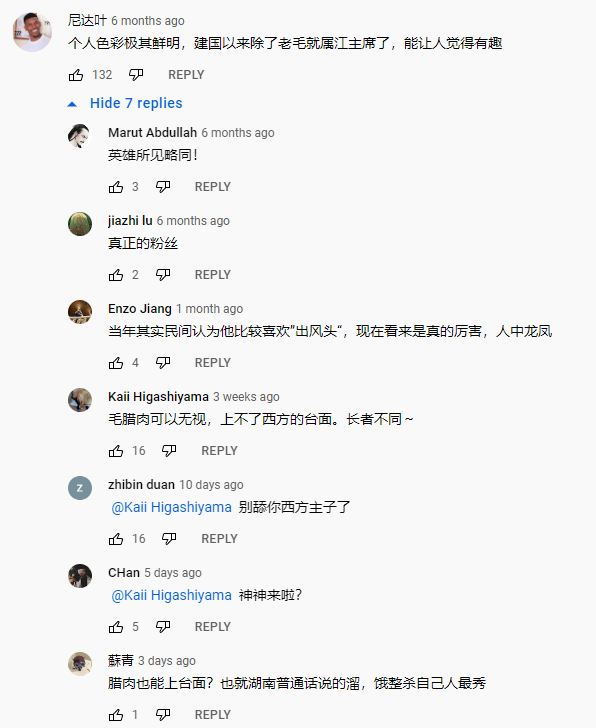 尼达叶 6 months ago
个人色彩极其鲜明，建国以来除了老毛就属江主席了，能让人觉得有趣
132 REPLY
Hide 7 replies
Marut Abdullah 6 months ago
英雄所见略同！
3 REPLY
jiazhi lu 6 months ago
真正的粉丝
2 REPLY
Enzo Jiang 1 month ago
当年其实民间认为他比较喜欢”出风头“，现在看来是真的厉害，人中龙凤
4 REPLY
Kaii Higashiyama 3 weeks ago
毛腊肉可以无视，上不了西方的台面。长者不同～
16 REPLY
z
zhibin duan 10 days ago
@Kaii Higashiyama 别舔你西方主子了
16 REPLY
CHan 5 days ago
@Kaii Higashiyama 神神来啦？
5 REPLY
蘇青 3 days ago
腊肉也能上台面？也就湖南普通话说的溜，饿整杀自己人最秀
1 REPLY